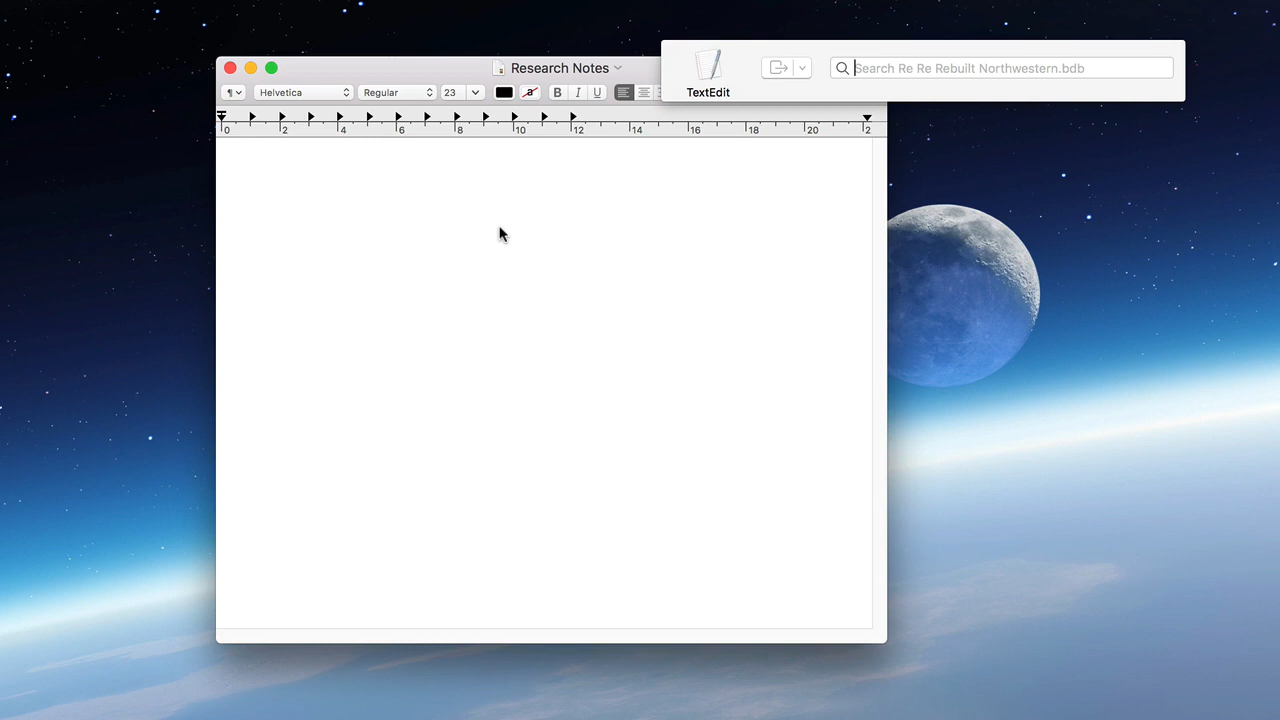 Research Notes
Search Re Re Rebuilt Northwestern.bdb
TextEdit
¶ Helvetica Regular 23 a B I U
0 2 4 6 8 10 12 14 16 18 20 2